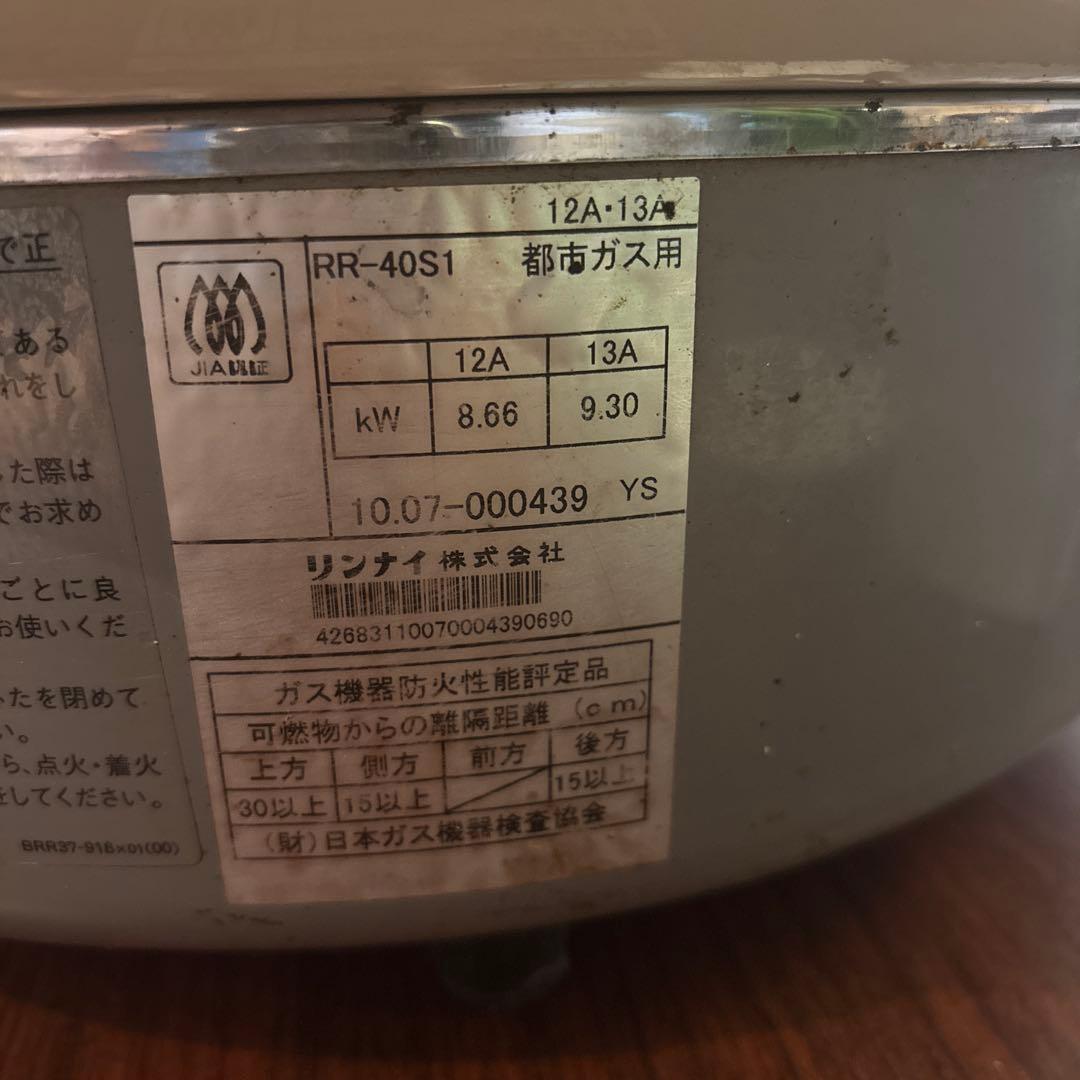 で正
ある
れをし
した際は
でお求め
ごとに良
お使いくだ
ふたを閉めて
い。
ら、点火・着火
をしてください。
BRR37-91B×01(00)
12A・13A
RR-40S1 都市ガス用
JIA認証
12A 13A
kW 8.66 9.30
10.07-000439 YS
リンナイ株式会社
42683110070004390690
ガス機器防火性能評定品
可燃物からの離隔距離 (cm)
上方 側方 前方 後方
30以上 15以上 15以上
(財)日本ガス機器検査協会